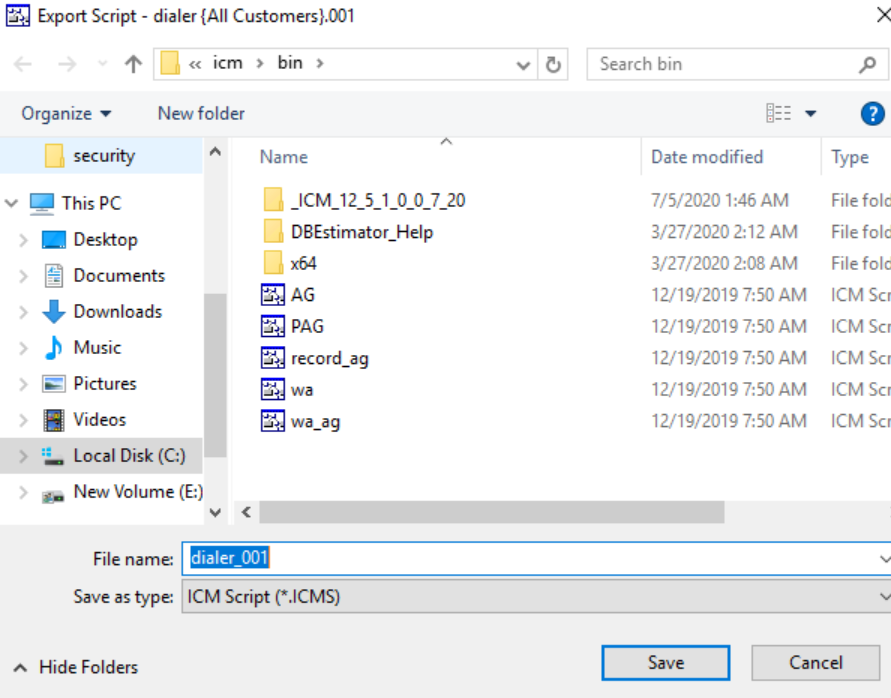 Export Script - dialer {All Customers}.001
« icm > bin >
Search bin
Organize
New folder
?
security
This PC
Desktop
Documents
Downloads
Music
Pictures
Videos
Local Disk (C:)
New Volume (E:)
Name Date modified Type
_ICM_12_5_1_0_0_7_20 7/5/2020 1:46 AM File fold
DBEstimator_Help 3/27/2020 2:12 AM File fold
x64 3/27/2020 2:08 AM File fold
AG 12/19/2019 7:50 AM ICM Scr
PAG 12/19/2019 7:50 AM ICM Scr
record_ag 12/19/2019 7:50 AM ICM Scr
wa 12/19/2019 7:50 AM ICM Scr
wa_ag 12/19/2019 7:50 AM ICM Scr
File name: dialer_001
Save as type: ICM Script (*.ICMS)
Hide Folders
Save
Cancel